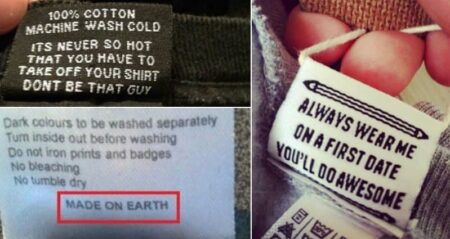 100% COTTON
MACHINE WASH COLD
ITS NEVER SO HOT
THAT YOU HAVE TO
TAKE OFF YOUR SHIRT
DONT BE THAT GUY
Dark colours to be washed separately
Turn inside out before washing
Do not iron prints and badges
No bleaching
No tumble dry
MADE ON EARTH
ALWAYS WEAR ME
ON A FIRST DATE
YOU'LL DO AWESOME